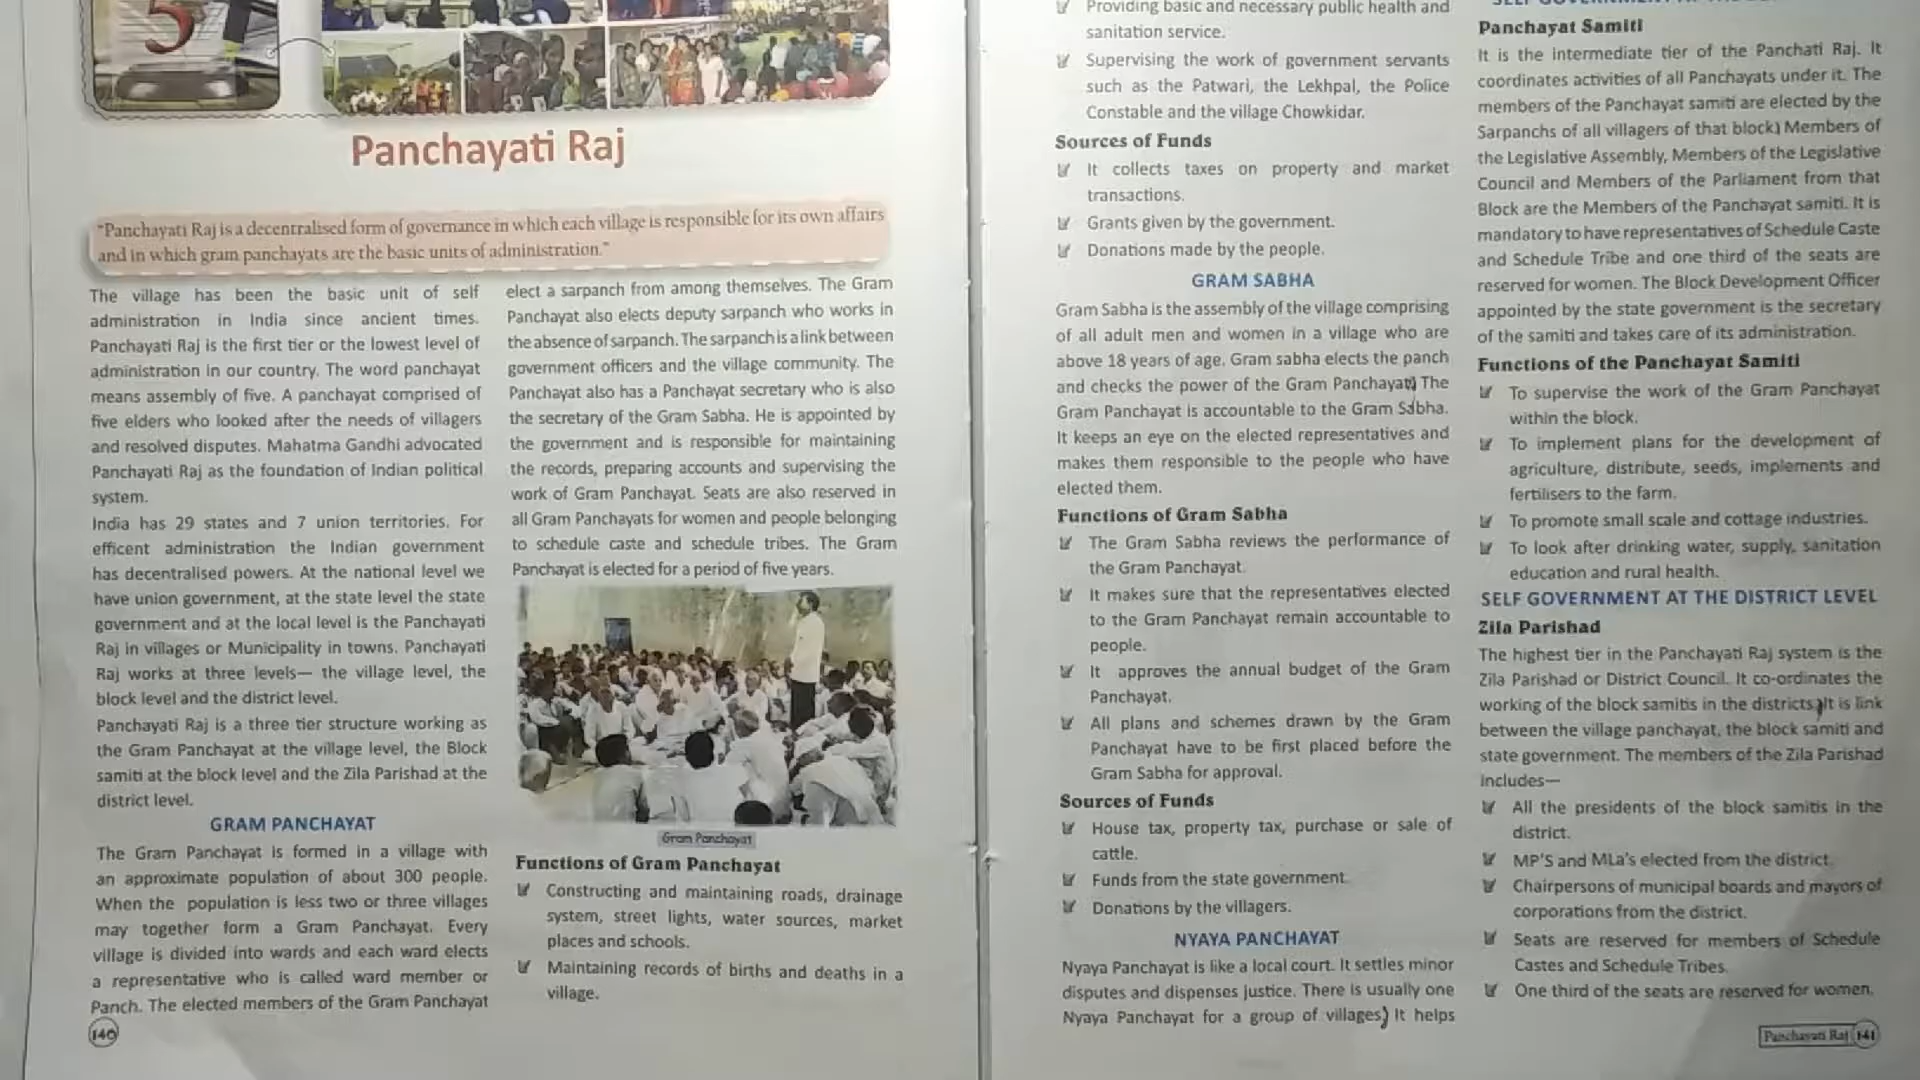 5
Panchayati Raj
"Panchayati Raj is a decentralised form of governance in which each village is responsible for its own affairs
and in which gram panchayats are the basic units of administration."
The village has been the basic unit of self
administration in India since ancient times.
Panchayati Raj is the first tier or the lowest level of
administration in our country. The word panchayat
means assembly of five. A panchayat comprised of
five elders who looked after the needs of villagers
and resolved disputes. Mahatma Gandhi advocated
Panchayati Raj as the foundation of Indian political
system.
India has 29 states and 7 union territories. For
efficent administration the Indian government
has decentralised powers. At the national level we
have union government, at the state level the state
government and at the local level is the Panchayati
Raj in villages or Municipality in towns. Panchayati
Raj works at three levels— the village level, the
block level and the district level.
Panchayati Raj is a three tier structure working as
the Gram Panchayat at the village level, the Block
samiti at the block level and the Zila Parishad at the
district level.
GRAM PANCHAYAT
The Gram Panchayat is formed in a village with
an approximate population of about 300 people.
When the population is less two or three villages
may together form a Gram Panchayat. Every
village is divided into wards and each ward elects
a representative who is called ward member or
Panch. The elected members of the Gram Panchayat
140
elect a sarpanch from among themselves. The Gram
Panchayat also elects deputy sarpanch who works in
the absence of sarpanch. The sarpanch is a link between
government officers and the village community. The
Panchayat also has a Panchayat secretary who is also
the secretary of the Gram Sabha. He is appointed by
the government and is responsible for maintaining
the records, preparing accounts and supervising the
work of Gram Panchayat. Seats are also reserved in
all Gram Panchayats for women and people belonging
to schedule caste and schedule tribes. The Gram
Panchayat is elected for a period of five years.
Gram Panchayat
Functions of Gram Panchayat
Constructing and maintaining roads, drainage
system, street lights, water sources, market
places and schools.
Maintaining records of births and deaths in a
village.
Providing basic and necessary public health and
sanitation service.
Supervising the work of government servants
such as the Patwari, the Lekhpal, the Police
Constable and the village Chowkidar.
Sources of Funds
It collects taxes on property and market
transactions.
Grants given by the government.
Donations made by the people.
GRAM SABHA
Gram Sabha is the assembly of the village comprising
of all adult men and women in a village who are
above 18 years of age. Gram sabha elects the panch
and checks the power of the Gram Panchayat. The
Gram Panchayat is accountable to the Gram Sabha.
It keeps an eye on the elected representatives and
makes them responsible to the people who have
elected them.
Functions of Gram Sabha
The Gram Sabha reviews the performance of
the Gram Panchayat.
It makes sure that the representatives elected
to the Gram Panchayat remain accountable to
people.
It approves the annual budget of the Gram
Panchayat.
All plans and schemes drawn by the Gram
Panchayat have to be first placed before the
Gram Sabha for approval.
Sources of Funds
House tax, property tax, purchase or sale of
cattle.
Funds from the state government.
Donations by the villagers.
NYAYA PANCHAYAT
Nyaya Panchayat is like a local court. It settles minor
disputes and dispenses justice. There is usually one
Nyaya Panchayat for a group of villages. It helps
Panchayat Samiti
It is the intermediate tier of the Panchati Raj. It
coordinates activities of all Panchayats under it. The
members of the Panchayat samiti are elected by the
Sarpanchs of all villagers of that block. Members of
the Legislative Assembly, Members of the Legislative
Council and Members of the Parliament from that
Block are the Members of the Panchayat samiti. It is
mandatory to have representatives of Schedule Caste
and Schedule Tribe and one third of the seats are
reserved for women. The Block Development Officer
appointed by the state government is the secretary
of the samiti and takes care of its administration.
Functions of the Panchayat Samiti
To supervise the work of the Gram Panchayat
within the block.
To implement plans for the development of
agriculture, distribute, seeds, implements and
fertilisers to the farm.
To promote small scale and cottage industries.
To look after drinking water, supply, sanitation
education and rural health.
SELF GOVERNMENT AT THE DISTRICT LEVEL
Zila Parishad
The highest tier in the Panchayati Raj system is the
Zila Parishad or District Council. It co-ordinates the
working of the block samitis in the districts. It is link
between the village panchayat, the block samiti and
state government. The members of the Zila Parishad
includes—
All the presidents of the block samitis in the
district.
MP'S and MLa's elected from the district.
Chairpersons of municipal boards and mayors of
corporations from the district.
Seats are reserved for members of Schedule
Castes and Schedule Tribes.
One third of the seats are reserved for women.
Panchayati Raj 141